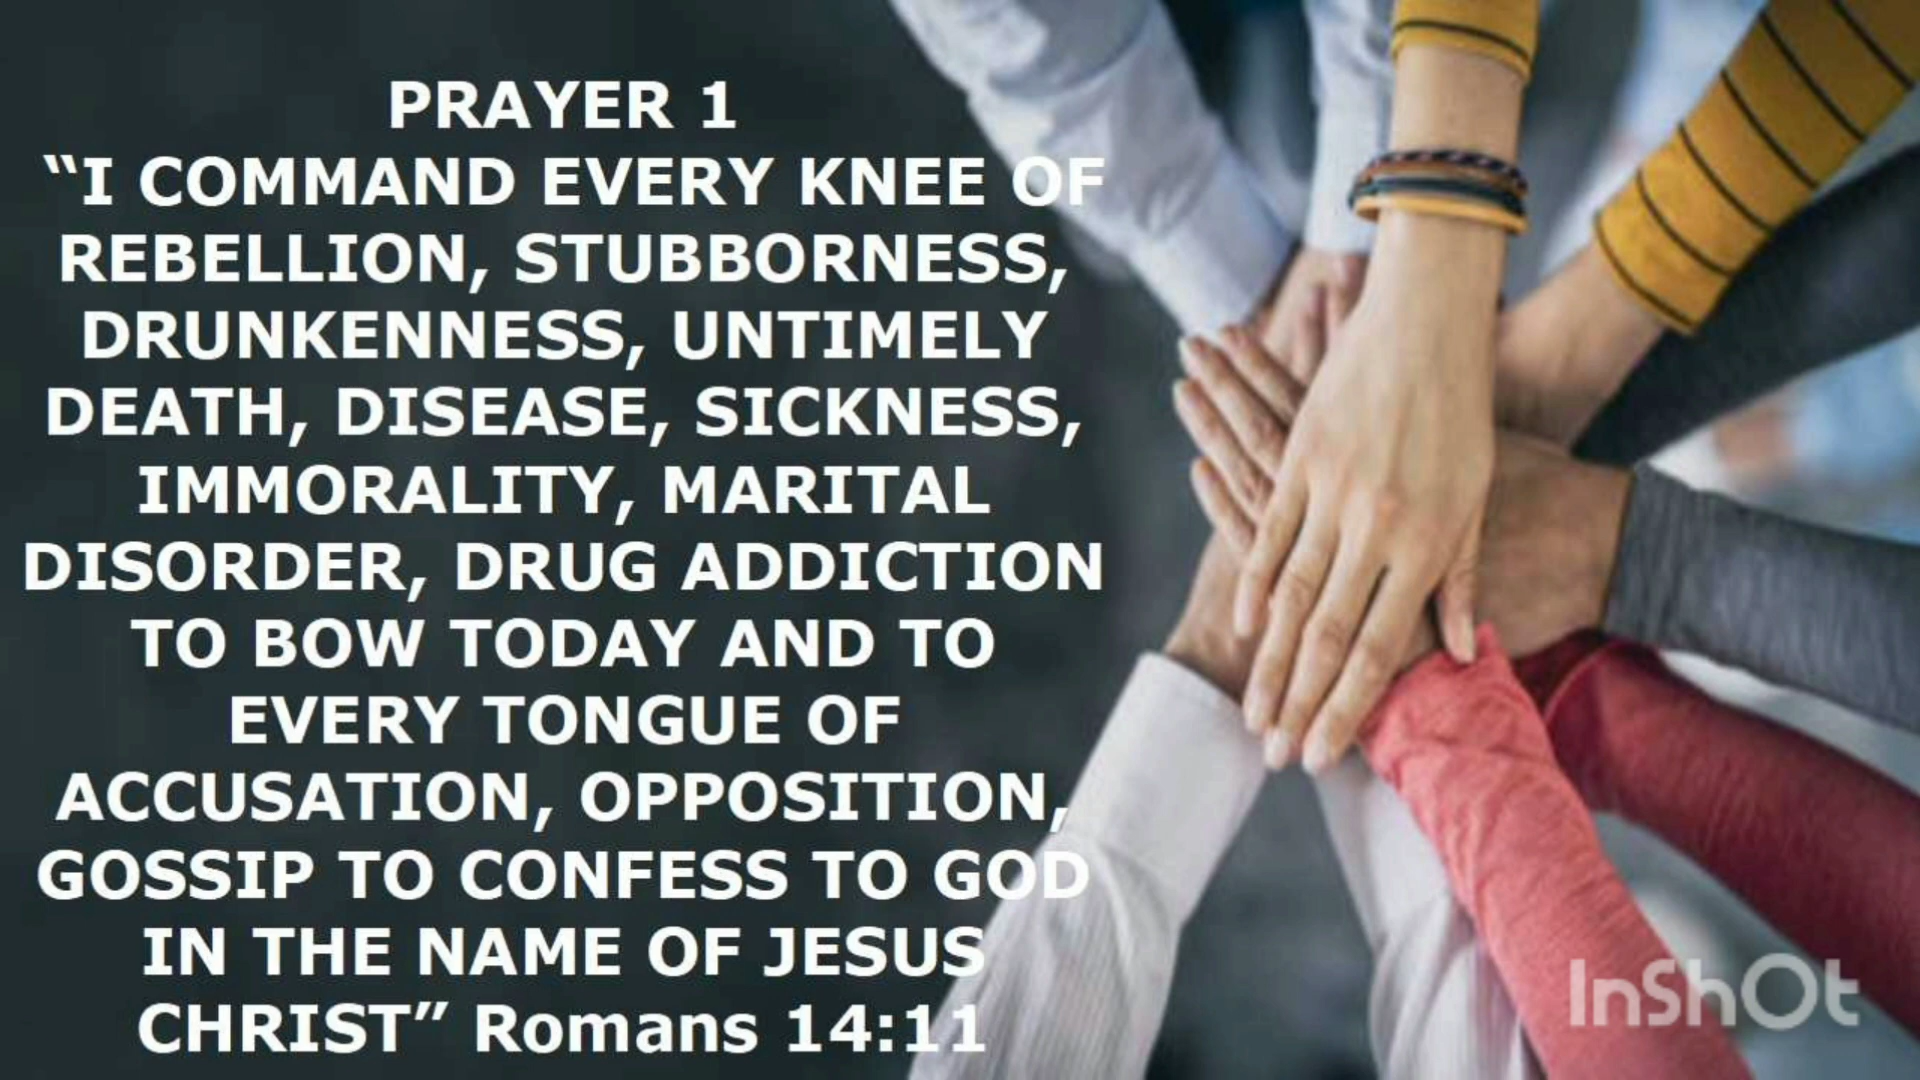 PRAYER 1
“I COMMAND EVERY KNEE OF
REBELLION, STUBBORNESS,
DRUNKENNESS, UNTIMELY
DEATH, DISEASE, SICKNESS,
IMMORALITY, MARITAL
DISORDER, DRUG ADDICTION
TO BOW TODAY AND TO
EVERY TONGUE OF
ACCUSATION, OPPOSITION,
GOSSIP TO CONFESS TO GOD
IN THE NAME OF JESUS
CHRIST” Romans 14:11
InShOt